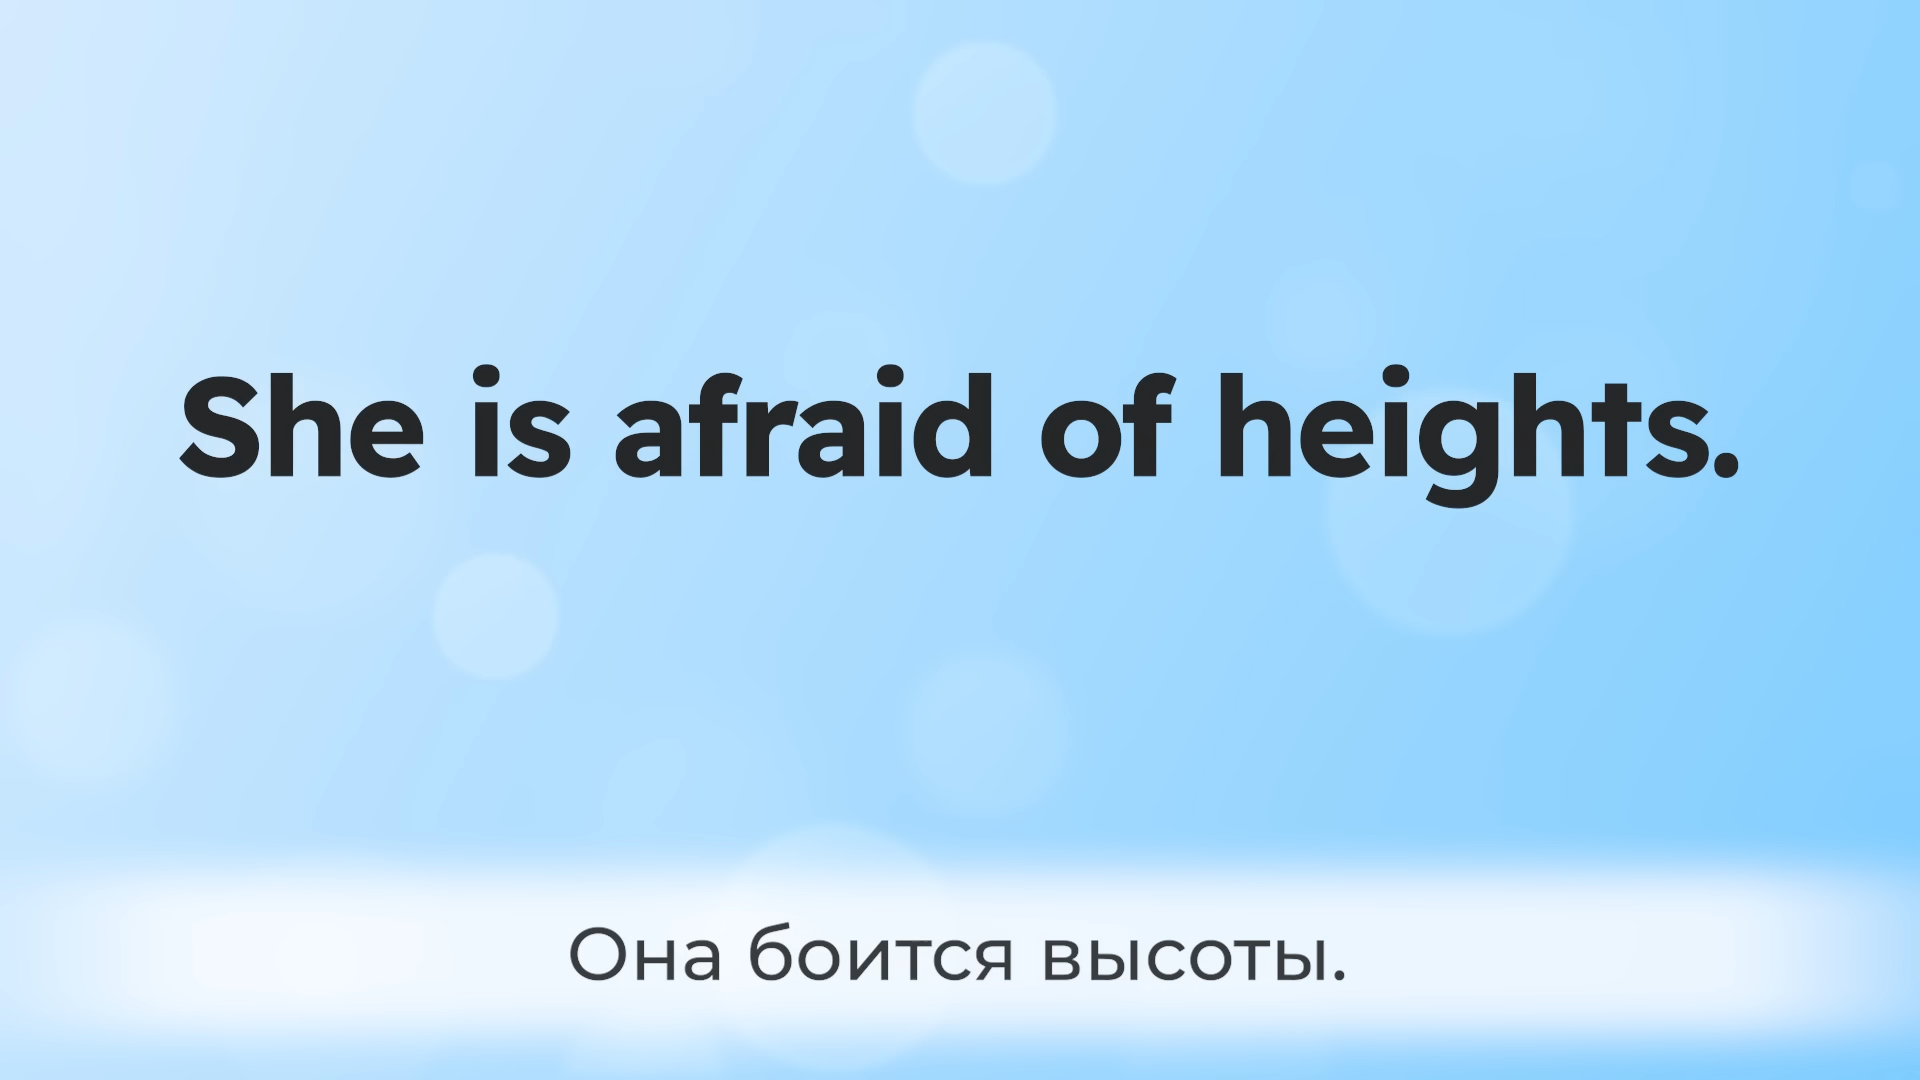 She is afraid of heights.
Она боится высоты.